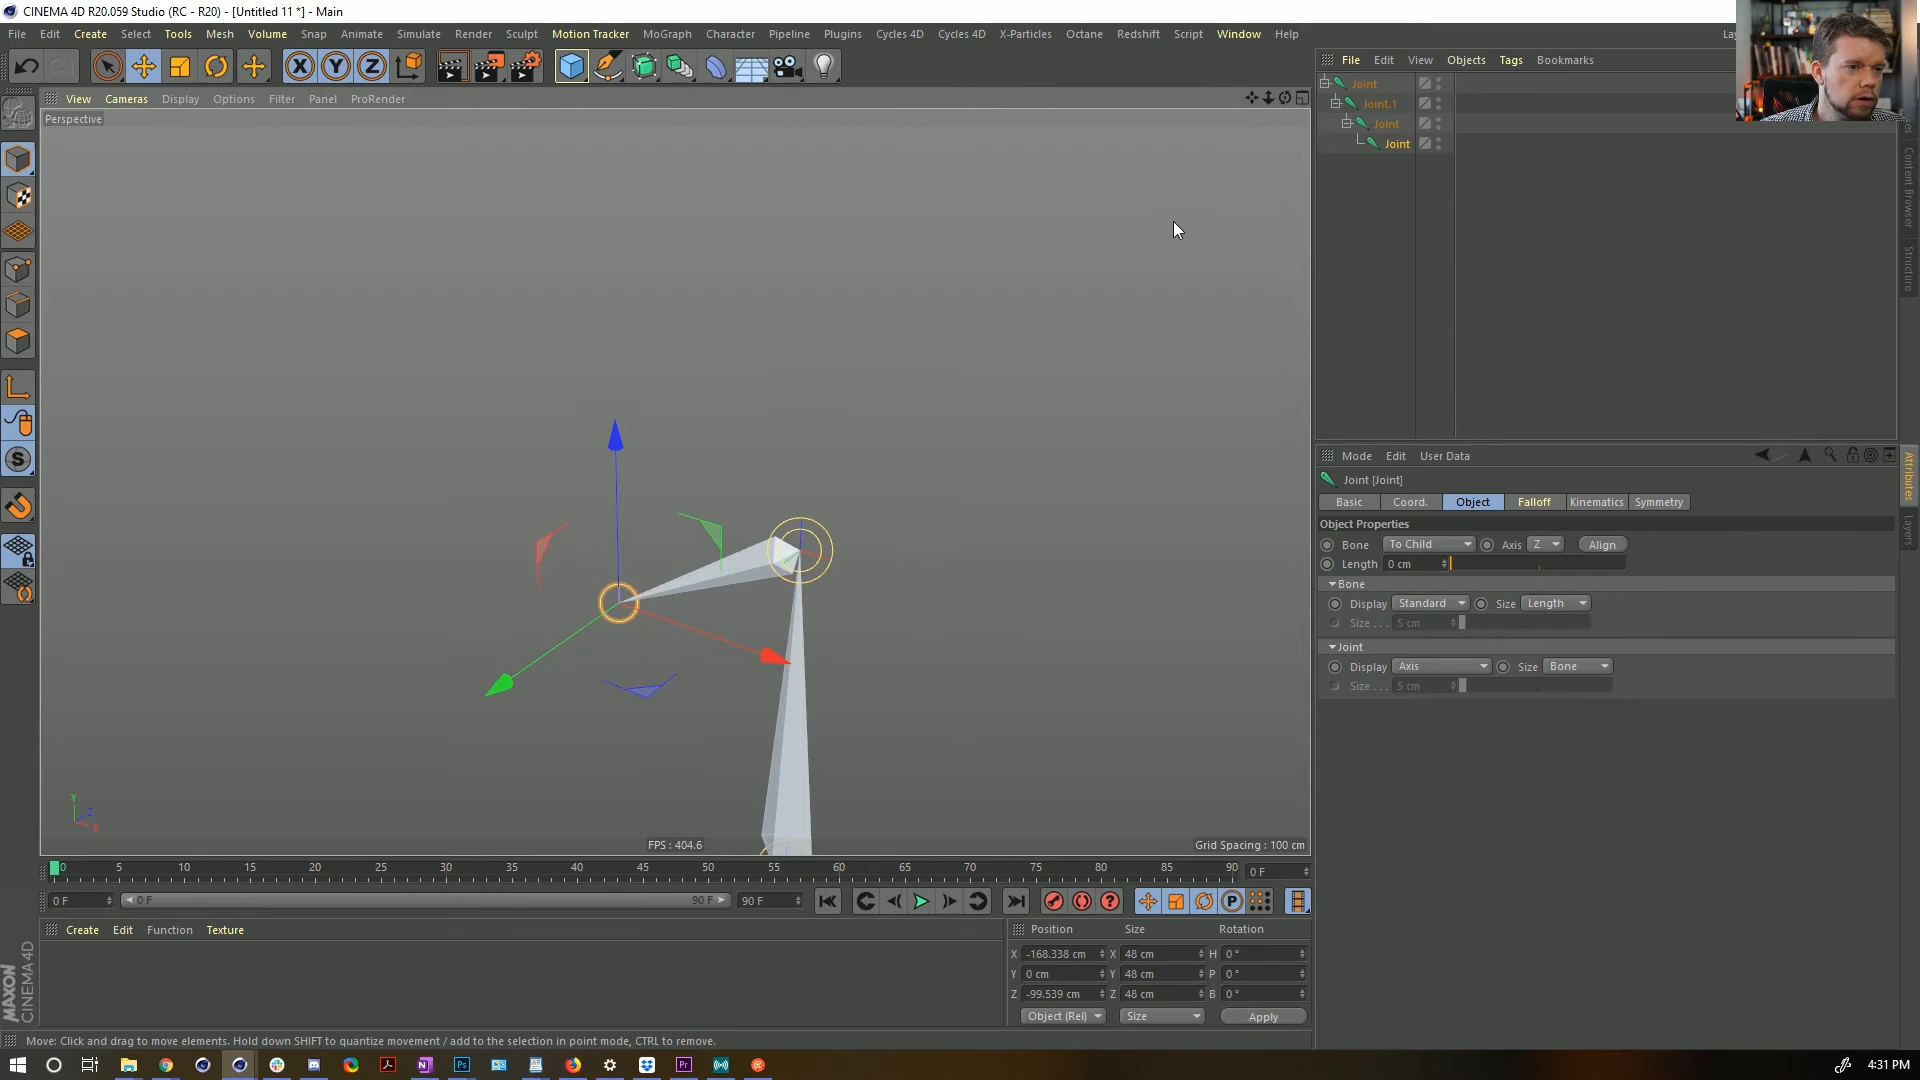 CINEMA 4D R20.059 Studio (RC - R20) - [Untitled 11 *] - Main
File Edit Create Select Tools Mesh Volume Snap Animate Simulate Render Sculpt Motion Tracker MoGraph Character Pipeline Plugins Cycles 4D Cycles 4D X-Particles Octane Redshift Script Window Help
File Edit View Objects Tags Bookmarks
View Cameras Display Options Filter Panel ProRender
Perspective
Joint
Joint.1
Joint
Joint
Content Browser
Structure
Mode Edit User Data
Joint [Joint]
Basic Coord. Object Falloff Kinematics Symmetry
Object Properties
Bone To Child Axis Z Align
Length 0 cm
Bone
Display Standard Size Length
Size . . . 5 cm
Joint
Display Axis Size Bone
Size . . . 5 cm
Attributes
Layers
Y
Z
X
FPS : 404.6
Grid Spacing : 100 cm
0 5 10 15 20 25 30 35 40 45 50 55 60 65 70 75 80 85 90 0 F
0 F 0 F 90 F 90 F
Create Edit Function Texture
Position Size Rotation
X -168.338 cm X 48 cm H 0 °
Y 0 cm Y 48 cm P 0 °
Z -99.539 cm Z 48 cm B 0 °
Object (Rel) Size Apply
MAXON
CINEMA 4D
Move: Click and drag to move elements. Hold down SHIFT to quantize movement / add to the selection in point mode, CTRL to remove.
4:31 PM